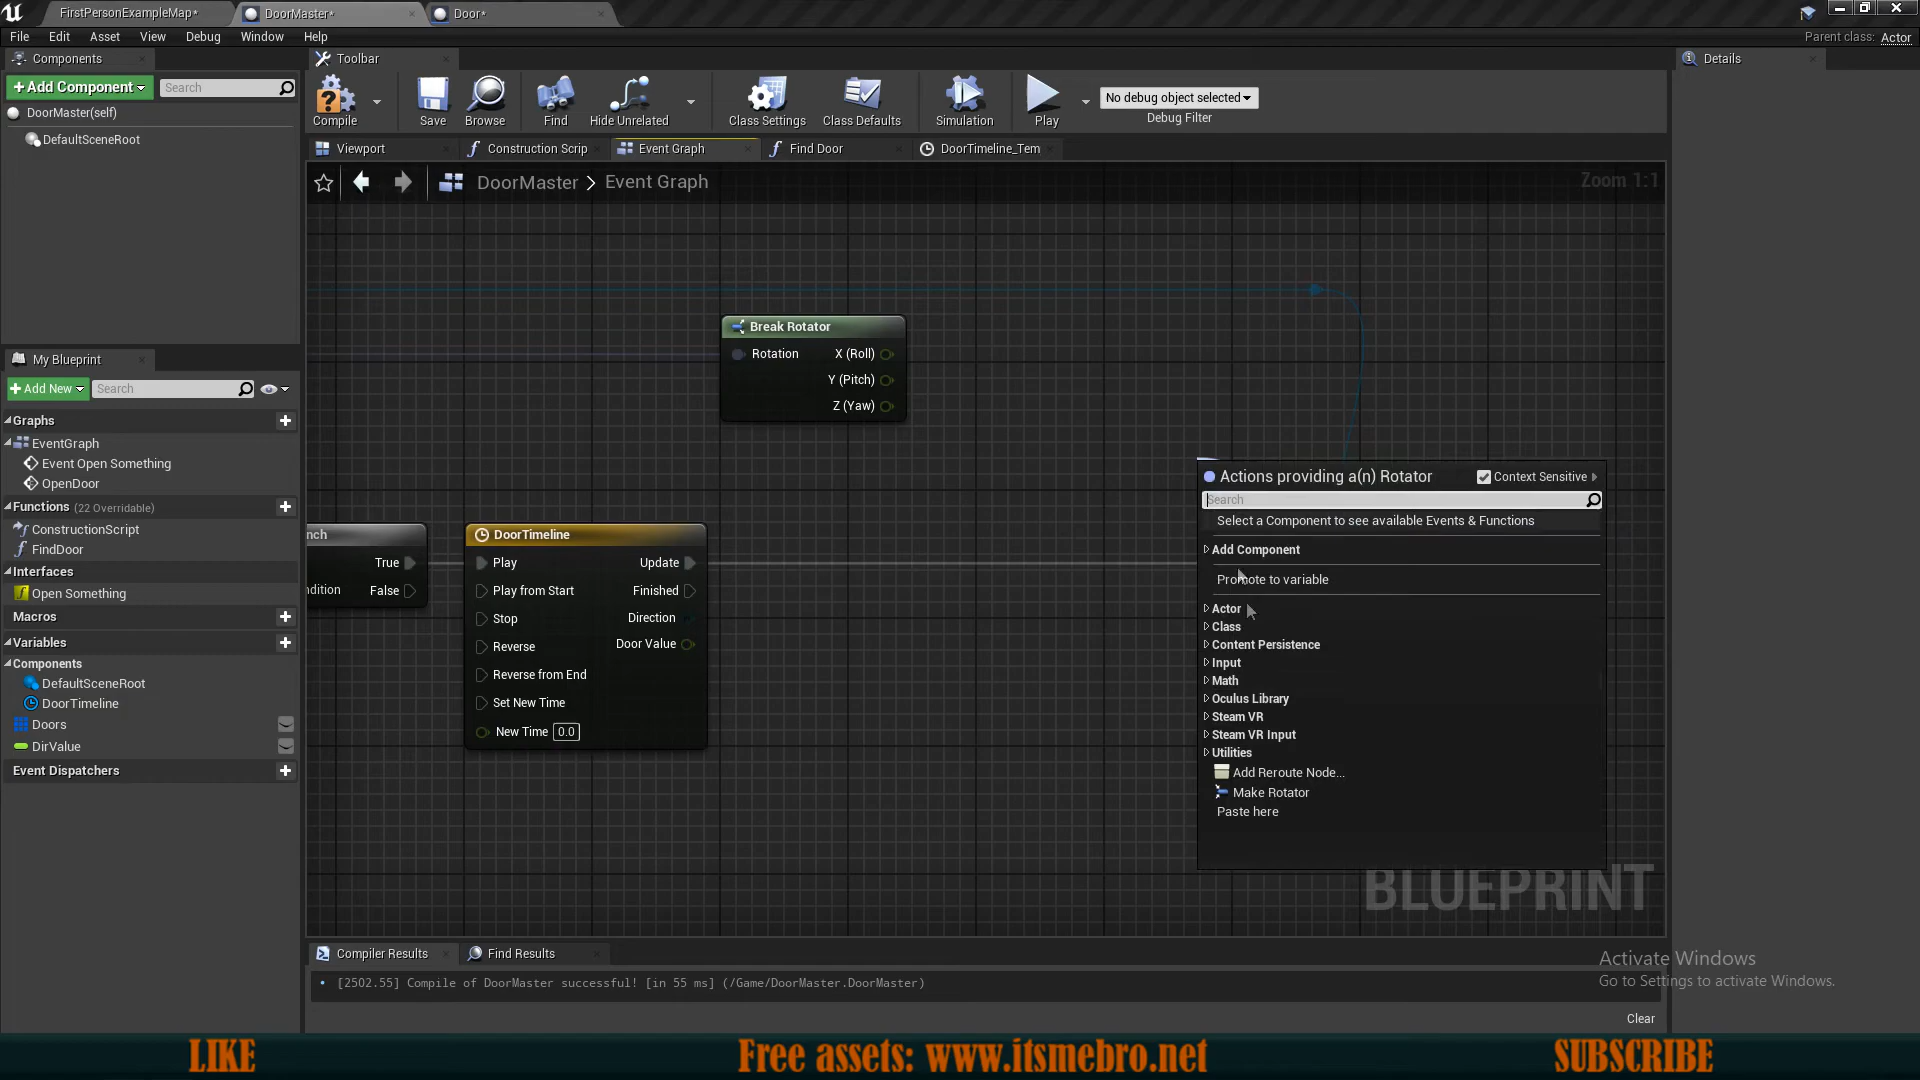 FirstPersonExampleMap*
DoorMaster*
Door*
File Edit Asset View Debug Window Help
Parent class: Actor
Components
Toolbar
Details
+Add Component
Search
DoorMaster(self)
DefaultSceneRoot
Compile
Save
Browse
Find
Hide Unrelated
Class Settings
Class Defaults
Simulation
Play
No debug object selected
Debug Filter
Viewport
Construction Scrip
Event Graph
Find Door
DoorTimeline_Tem
DoorMaster > Event Graph
Zoom 1:1
Break Rotator
Rotation
X (Roll)
Y (Pitch)
Z (Yaw)
My Blueprint
+Add New
Search
Graphs
EventGraph
Event Open Something
OpenDoor
Functions (22 Overridable)
ConstructionScript
FindDoor
Interfaces
Open Something
Macros
Variables
Components
DefaultSceneRoot
DoorTimeline
Doors
DirValue
Event Dispatchers
nch
True
ndition
False
DoorTimeline
Play
Update
Play from Start
Finished
Stop
Direction
Reverse
Door Value
Reverse from End
Set New Time
New Time 0.0
Actions providing a(n) Rotator
Context Sensitive
Search
Select a Component to see available Events & Functions
Add Component
Promote to variable
Actor
Class
Content Persistence
Input
Math
Oculus Library
Steam VR
Steam VR Input
Utilities
Add Reroute Node...
Make Rotator
Paste here
BLUEPRINT
Compiler Results
Find Results
[2502.55] Compile of DoorMaster successful! [in 55 ms] (/Game/DoorMaster.DoorMaster)
Activate Windows
Go to Settings to activate Windows.
Clear
LIKE
Free assets: www.itsmebro.net
SUBSCRIBE